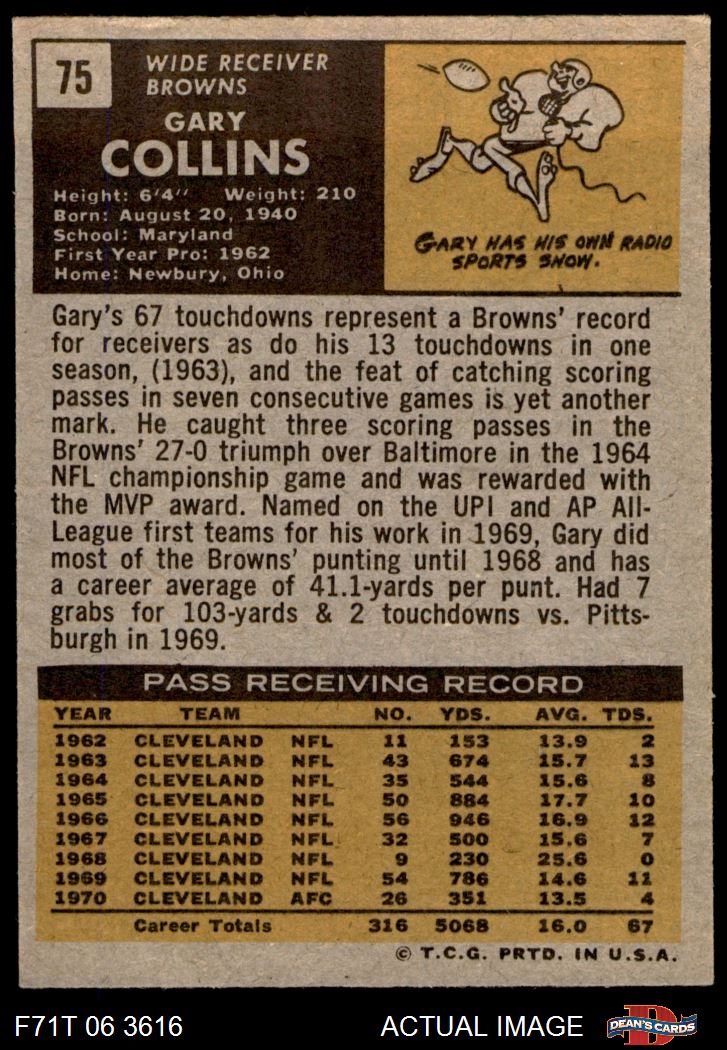 75
WIDE RECEIVER
BROWNS
GARY
COLLINS
Height: 6'4" Weight: 210
Born: August 20, 1940
School: Maryland
First Year Pro: 1962
Home: Newbury, Ohio
GARY HAS HIS OWN RADIO
SPORTS SHOW.
Gary's 67 touchdowns represent a Browns' record
for receivers as do his 13 touchdowns in one
season, (1963), and the feat of catching scoring
passes in seven consecutive games is yet another
mark. He caught three scoring passes in the
Browns' 27-0 triumph over Baltimore in the 1964
NFL championship game and was rewarded with
the MVP award. Named on the UPI and AP All-
League first teams for his work in 1969, Gary did
most of the Browns' punting until 1968 and has
a career average of 41.1-yards per punt. Had 7
grabs for 103-yards & 2 touchdowns vs. Pitts-
burgh in 1969.
PASS RECEIVING RECORD
YEAR TEAM NO. YDS. AVG. TDS.
1962 CLEVELAND NFL 11 153 13.9 2
1963 CLEVELAND NFL 43 674 15.7 13
1964 CLEVELAND NFL 35 544 15.6 8
1965 CLEVELAND NFL 50 884 17.7 10
1966 CLEVELAND NFL 56 946 16.9 12
1967 CLEVELAND NFL 32 500 15.6 7
1968 CLEVELAND NFL 9 230 25.6 0
1969 CLEVELAND NFL 54 786 14.6 11
1970 CLEVELAND AFC 26 351 13.5 4
Career Totals 316 5068 16.0 67
© T.C.G. PRTD. IN U.S.A.
F71T 06 3616 ACTUAL IMAGE D DEAN'S CARDS